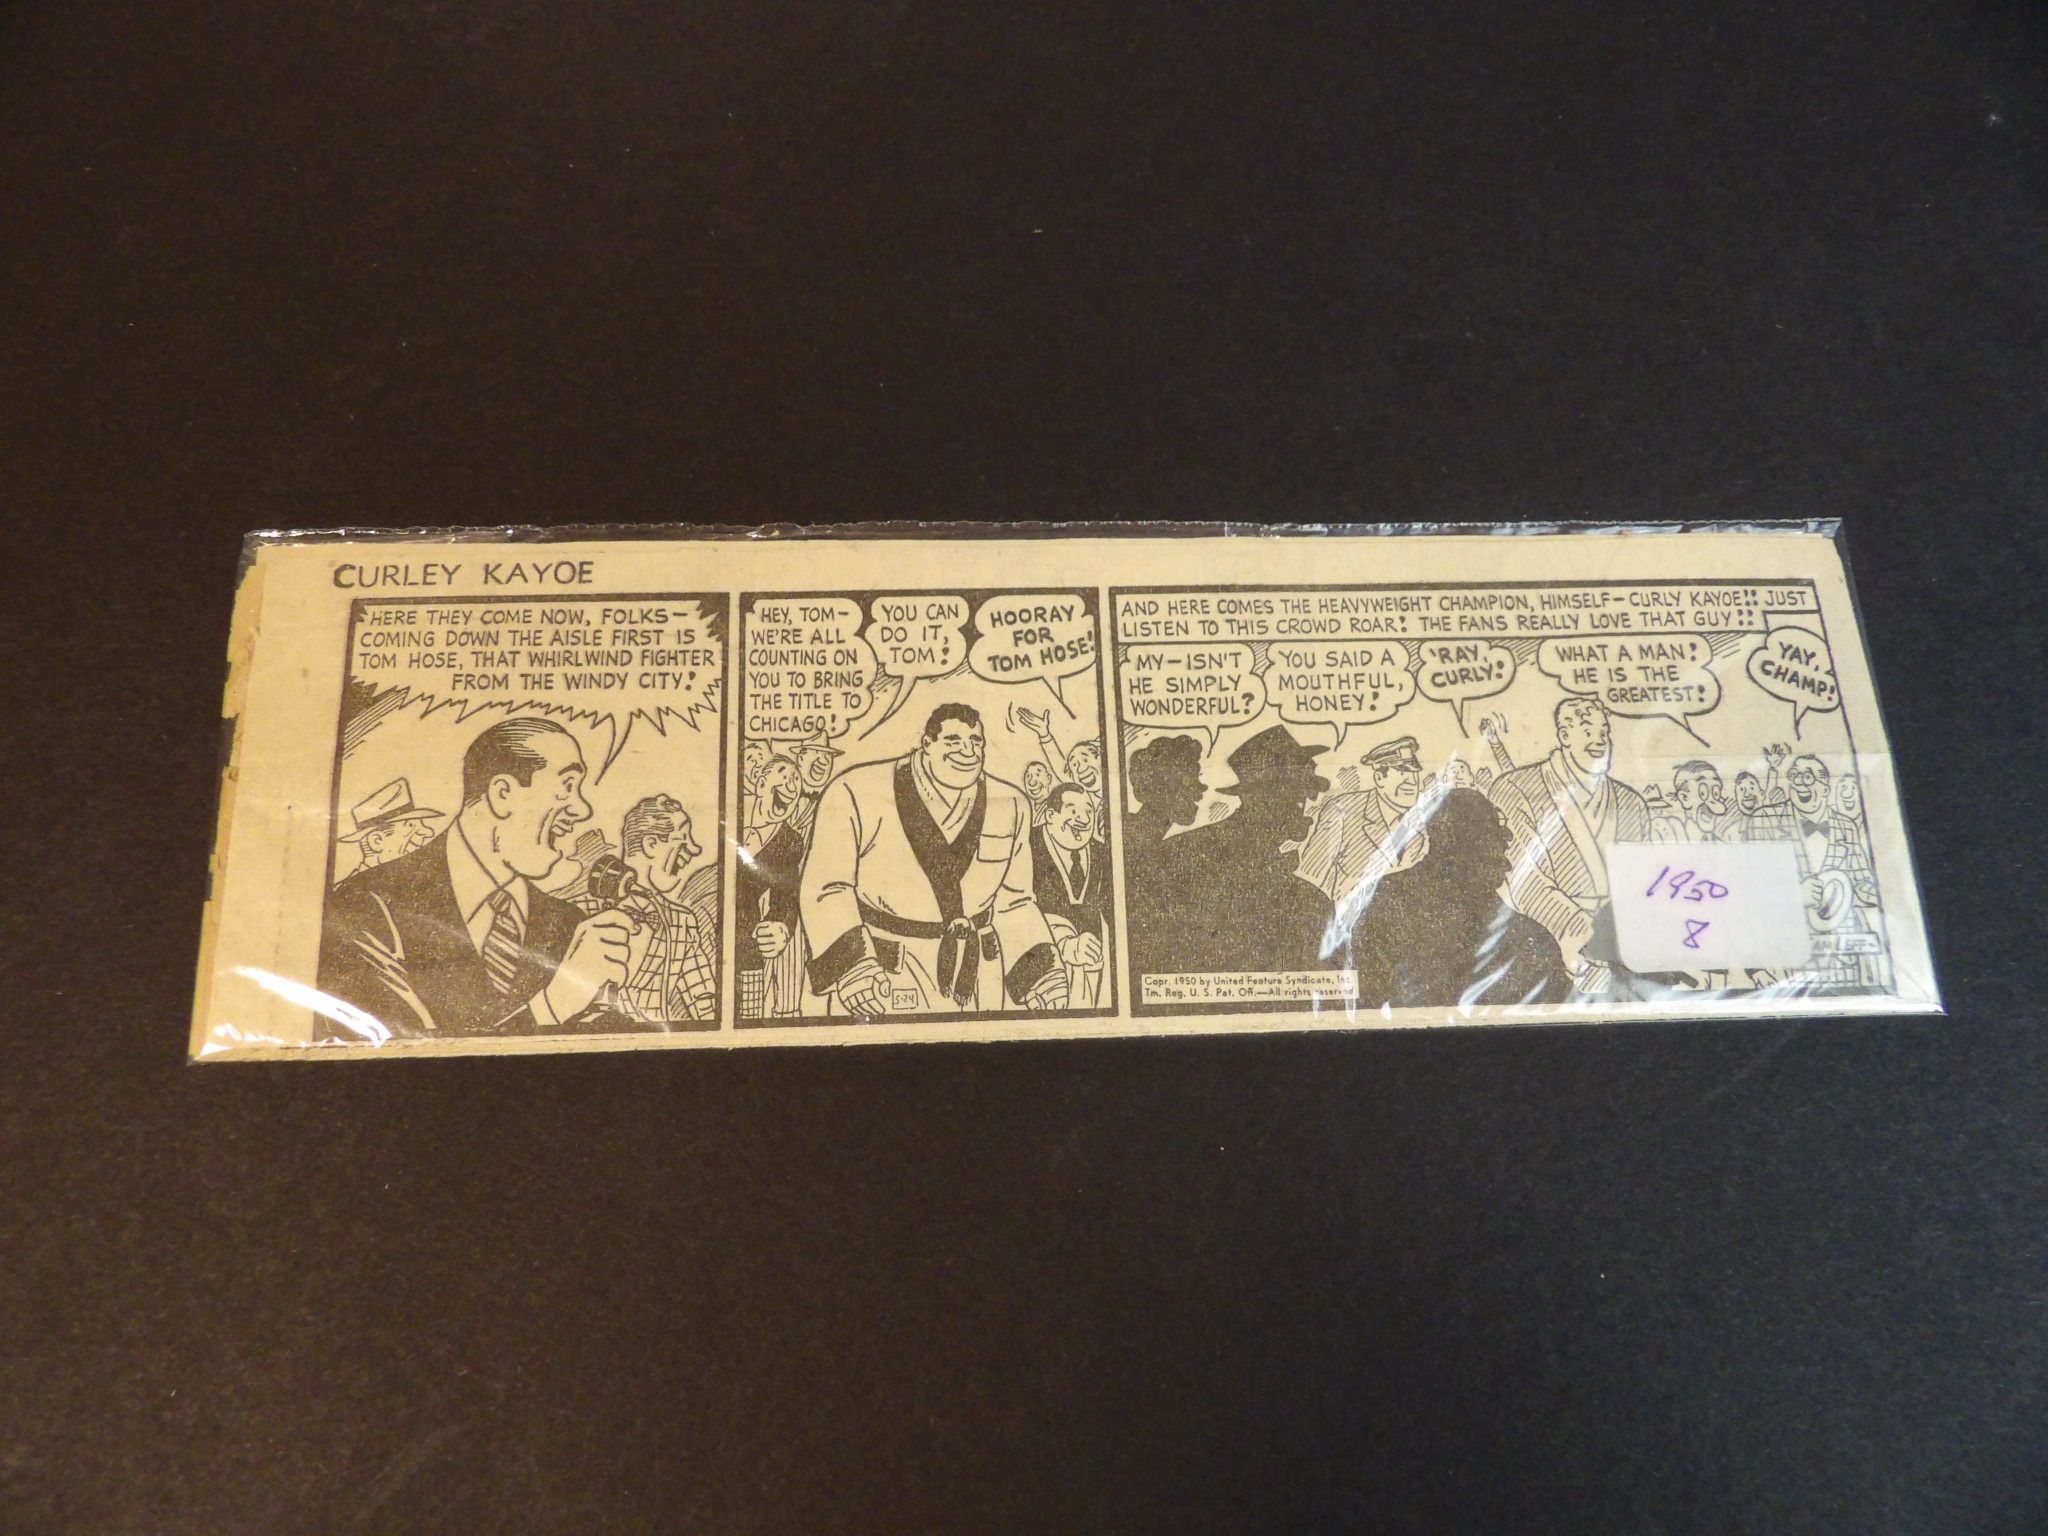 CURLEY KAYOE
HERE THEY COME NOW, FOLKS—
COMING DOWN THE AISLE FIRST IS
TOM HOSE, THAT WHIRLWIND FIGHTER
FROM THE WINDY CITY!
HEY, TOM—
WE'RE ALL
COUNTING ON
YOU TO BRING
THE TITLE TO
CHICAGO!
YOU CAN
DO IT,
TOM!
HOORAY
FOR
TOM HOSE!
5-24
AND HERE COMES THE HEAVYWEIGHT CHAMPION, HIMSELF—CURLY KAYOE!! JUST
LISTEN TO THIS CROWD ROAR! THE FANS REALLY LOVE THAT GUY!!
MY—ISN'T
HE SIMPLY
WONDERFUL?
YOU SAID A
MOUTHFUL,
HONEY!
'RAY,
CURLY!
WHAT A MAN!
HE IS THE
GREATEST!
YAY,
CHAMP!
Copr. 1950 by United Feature Syndicate, Inc.
Tm. Reg. U. S. Pat. Off.—All rights reserved
1950
8
AM LEFF-